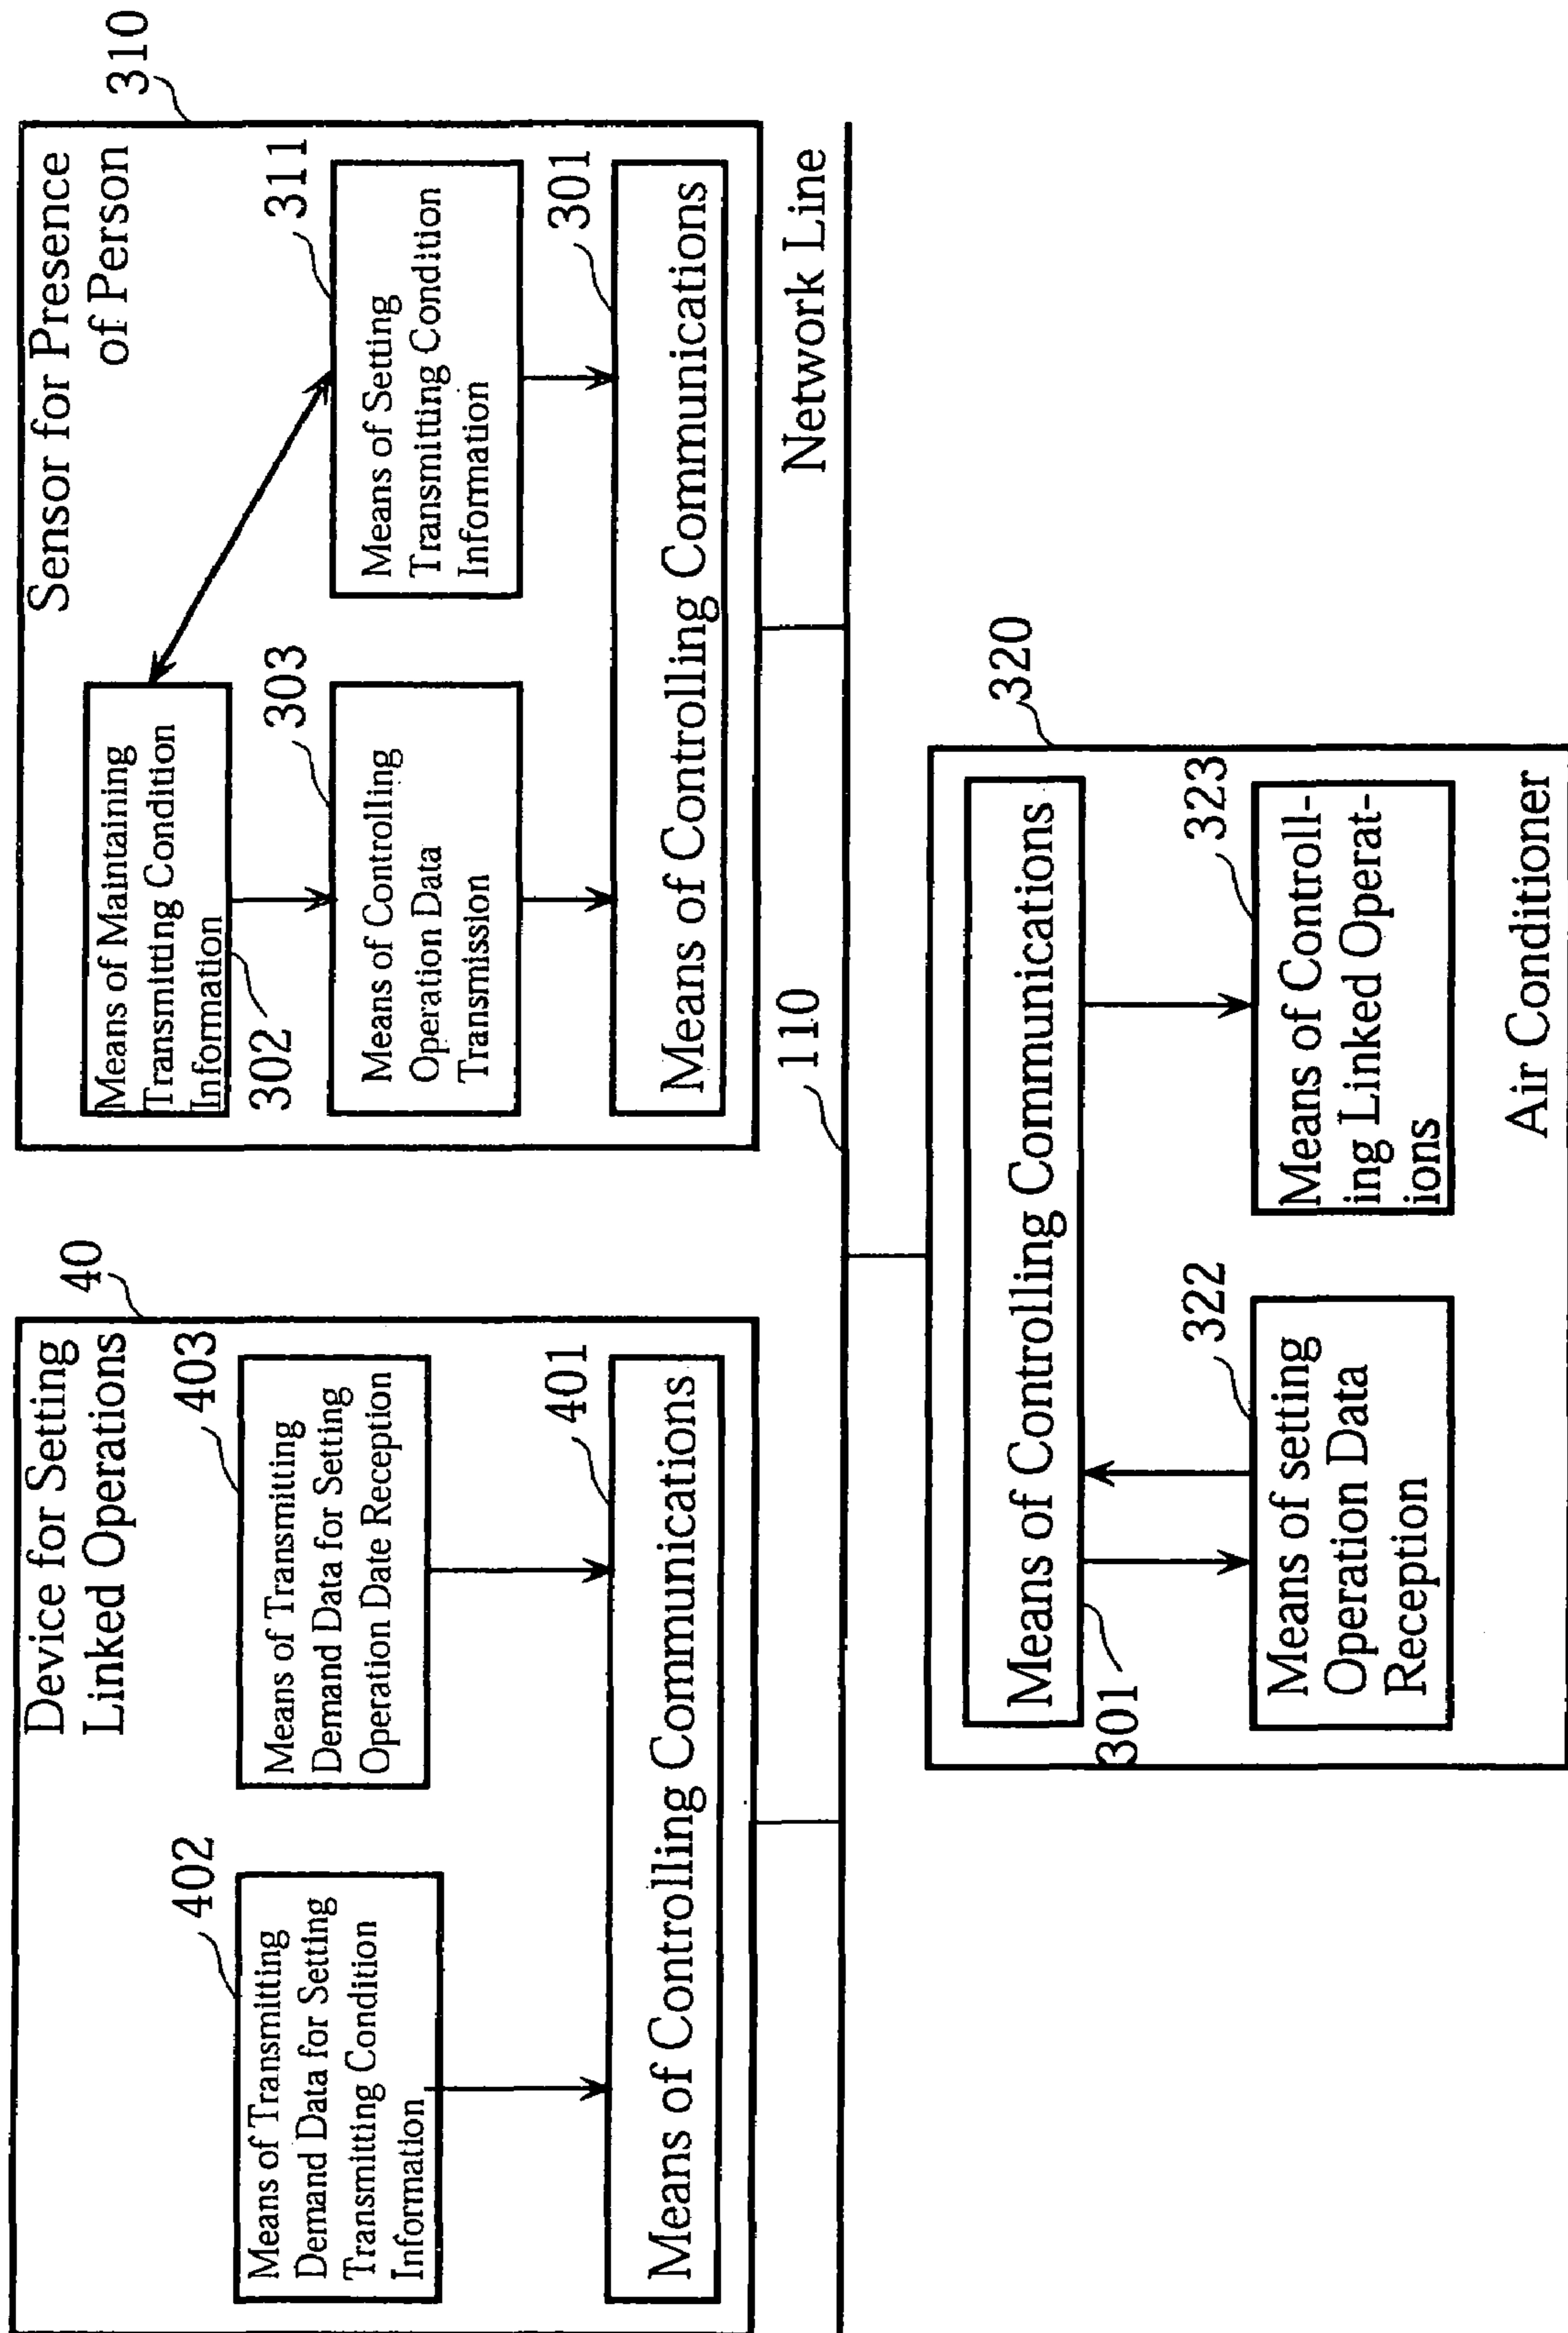 Device for Setting
Linked Operations
40
402
Means of Transmitting
Demand Data for Setting
Transmitting Condition
Information
403
Means of Transmitting
Demand Data for Setting
Operation Date Reception
401
Means of Controlling Communications
Sensor for Presence
of Person
310
Means of Maintaining
Transmitting Condition
Information
302
303
Means of Controlling
Operation Data
Transmission
311
Means of Setting
Transmitting Condition
Information
301
Means of Controlling Communications
110
Network Line
320
Means of Controlling Communications
301
322
Means of setting
Operation Data
Reception
323
Means of Controll-
ing Linked Operat-
ions
Air Conditioner